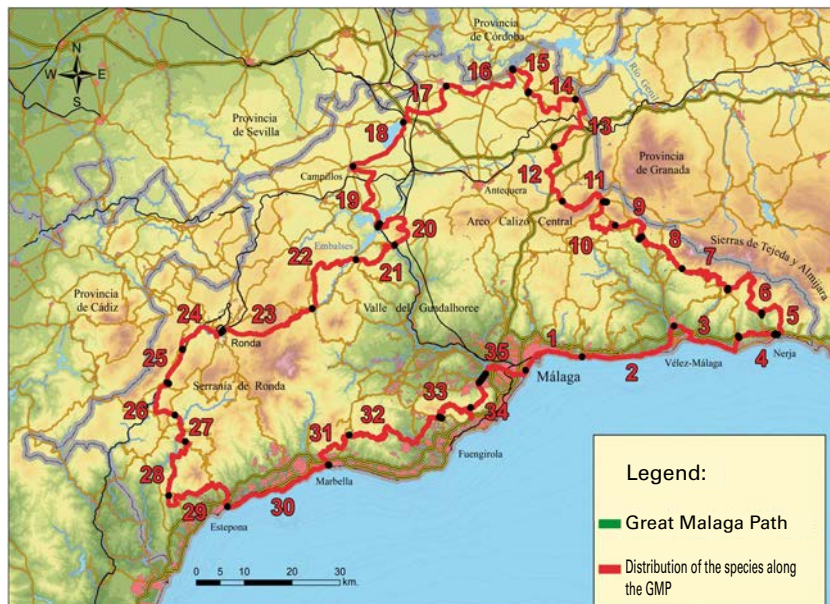 Provincia
de Córdoba
N
W E
S
Río Genil
Provincia
de Sevilla
15
16
14
17
18
13
Provincia
de Granada
Campillos
12
Antequera
11
19
Arco Calizo Central
9
20
10
Embalses
8
Sierras de Tejeda y Almijara
22
21
7
Provincia
de Cádiz
Valle del Guadalhorce
6
24
23
5
Ronda
25
35
1
3
4
Nerja
Málaga
2
Vélez-Málaga
Serranía de Ronda
26
33
34
27
31
32
Fuengirola
28
Marbella
29
30
Estepona
0 5 10 20 30
km.
Legend:
Great Malaga Path
Distribution of the species along
the GMP